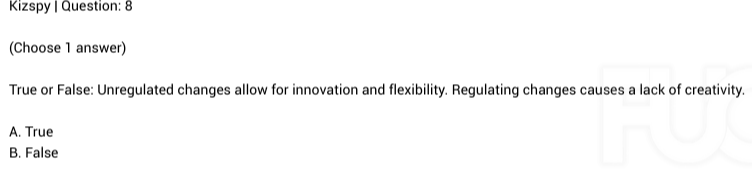 Kizspy | Question: 8
(Choose 1 answer)
True or False: Unregulated changes allow for innovation and flexibility. Regulating changes causes a lack of creativity.
A. True
B. False
FUS